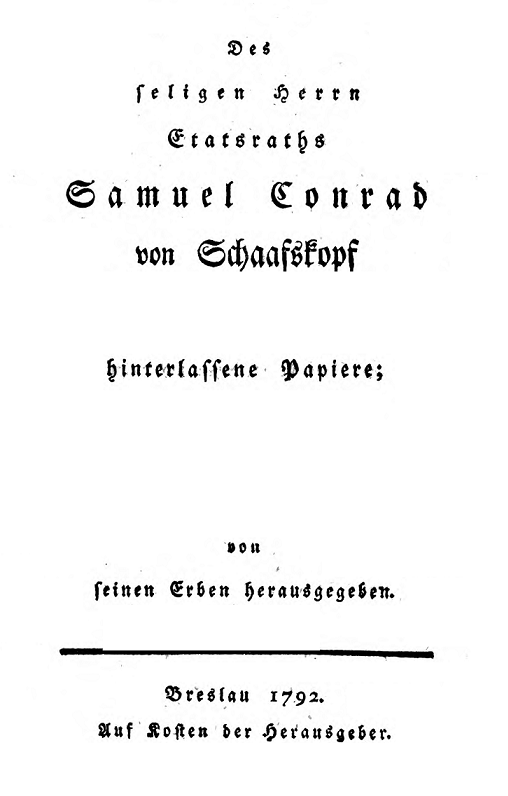 Des
seligen Herrn
Etatsraths
Samuel Conrad
von Schaafskopf
hinterlassene Papiere;
von
seinen Erben herausgegeben.
Breslau 1792.
Auf Kosten der Herausgeber.